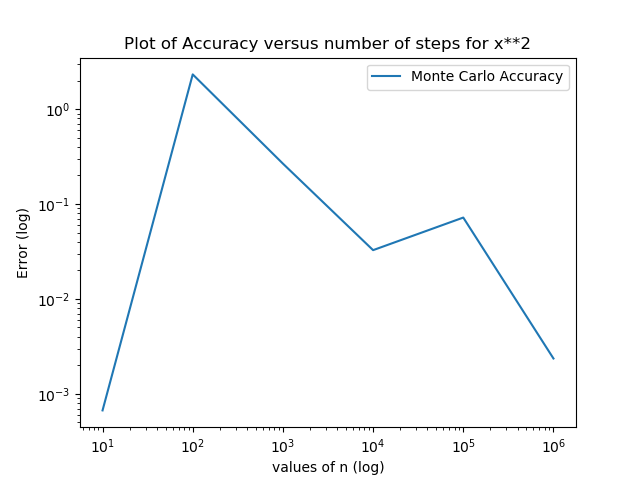 Plot of Accuracy versus number of steps for x**2
Monte Carlo Accuracy
Error (log)
10⁰
10⁻¹
10⁻²
10⁻³
10¹ 10² 10³ 10⁴ 10⁵ 10⁶
values of n (log)